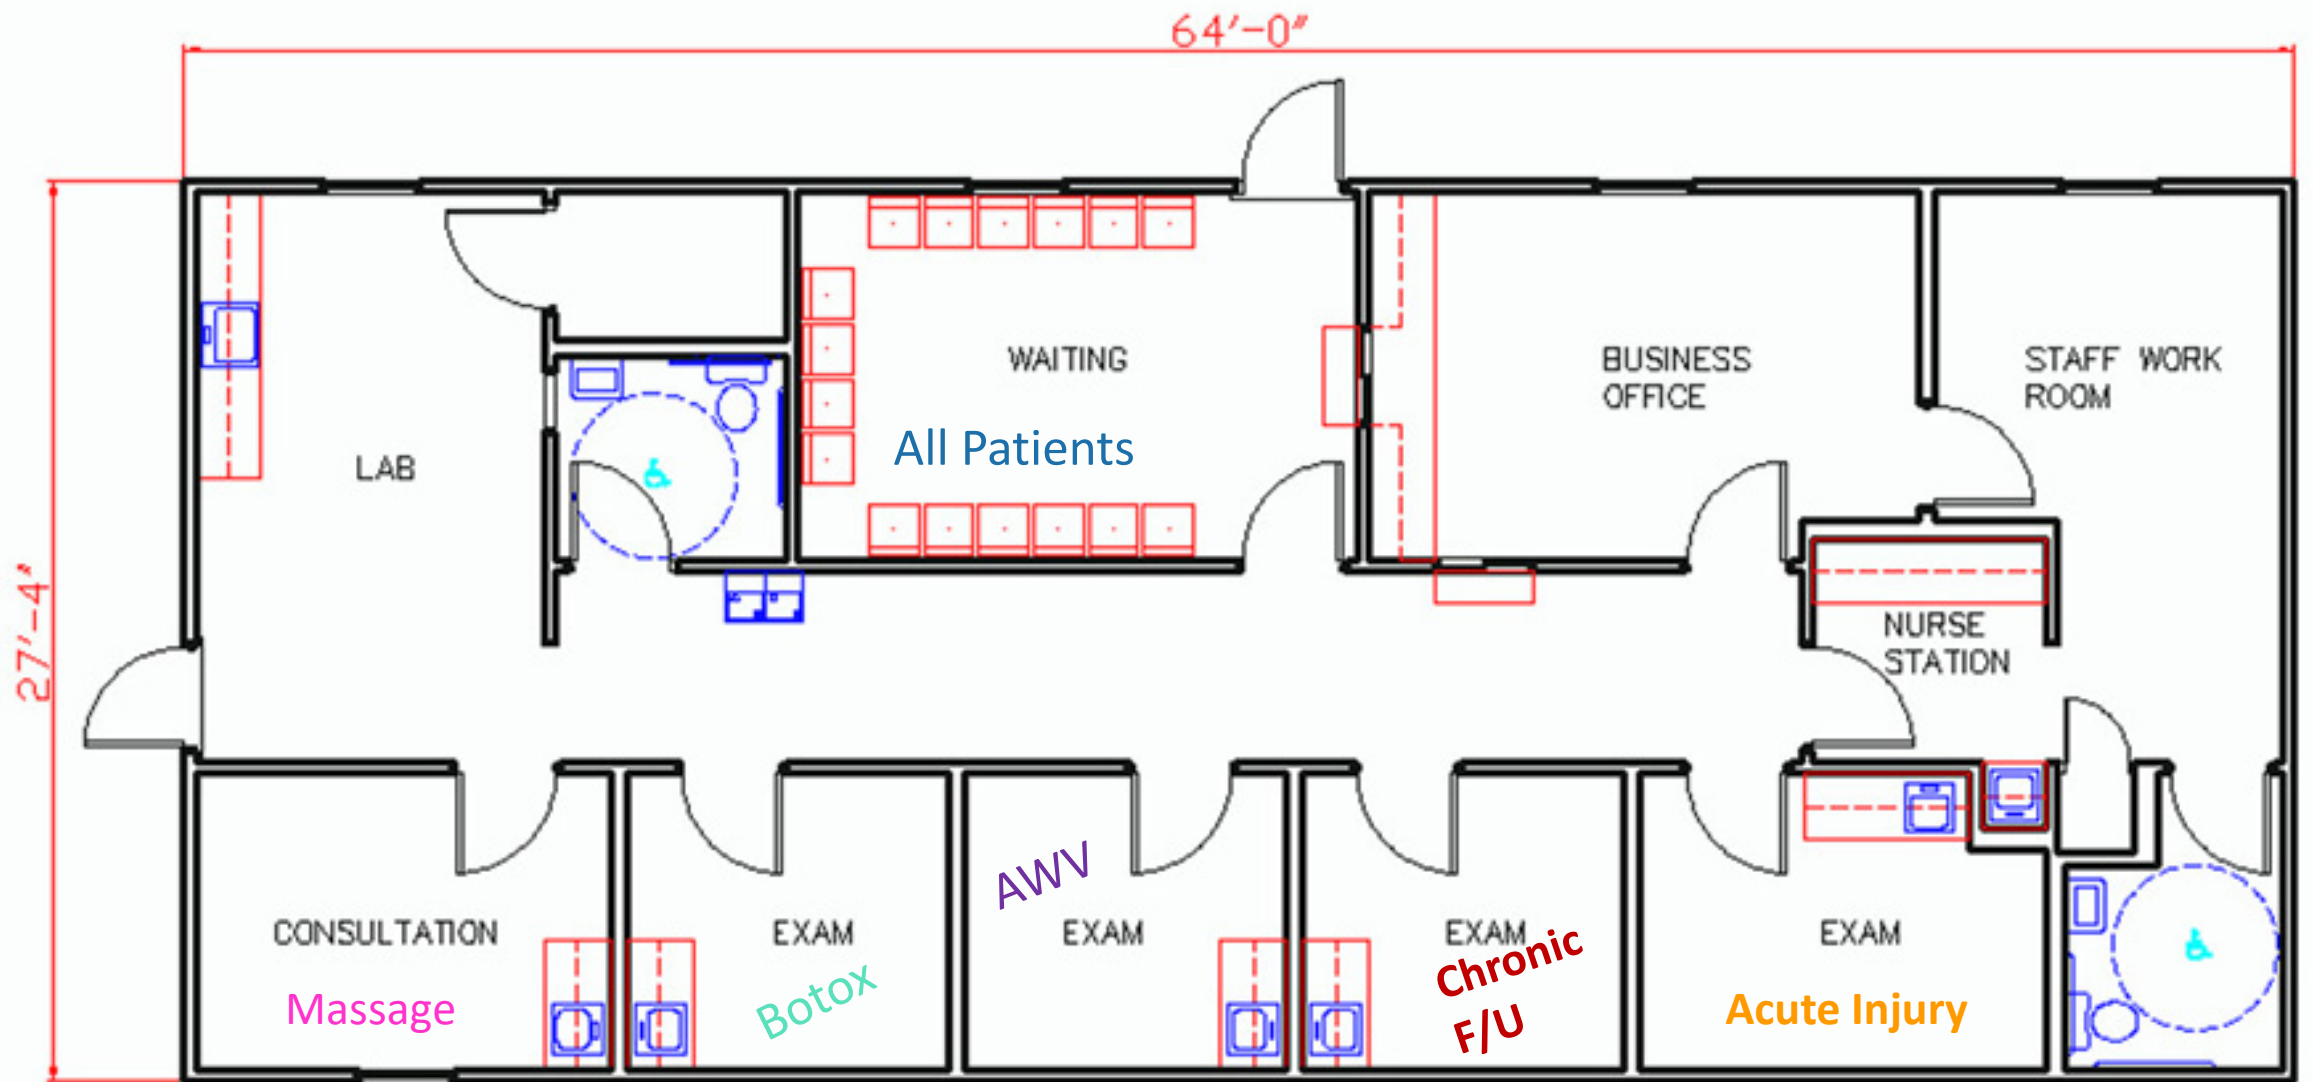 64'-0"
27'-4"
WAITING
BUSINESS
OFFICE
STAFF WORK
ROOM
All Patients
LAB
NURSE
STATION
AWV
CONSULTATION
EXAM
EXAM
EXAM
EXAM
Massage
Botox
Chronic
F/U
Acute Injury